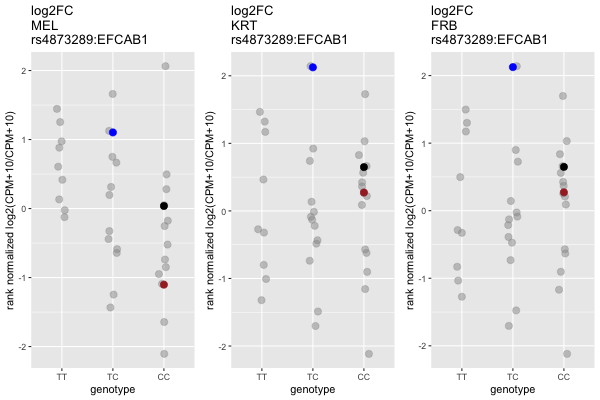 log2FC
MEL
rs4873289:EFCAB1
rank normalized log2(CPM+10/CPM+10)
2
1
0
-1
-2
TT
TC
CC
genotype
log2FC
KRT
rs4873289:EFCAB1
rank normalized log2(CPM+10/CPM+10)
2
1
0
-1
-2
TT
TC
CC
genotype
log2FC
FRB
rs4873289:EFCAB1
rank normalized log2(CPM+10/CPM+10)
2
1
0
-1
-2
TT
TC
CC
genotype